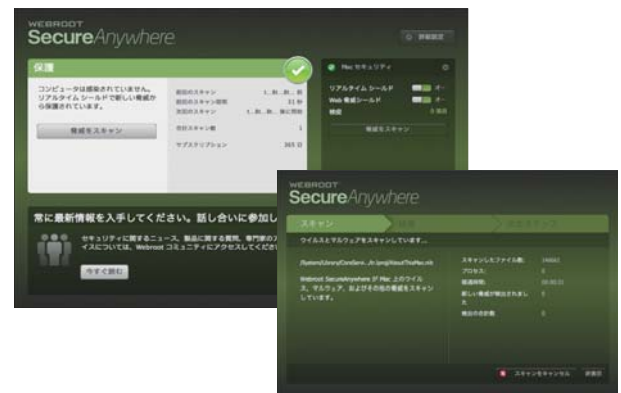 WEBROOT
SecureAnywhere
詳細設定
保護
コンピュータは感染されていません。
リアルタイム シールドで新しい脅威か
ら保護されています。
脅威をスキャン
前回のスキャン
前回のスキャン時間 11 秒
次回のスキャン
合計スキャン数 1
サブスクリプション 365 日
Mac セキュリティ
リアルタイム シールド
Web 脅威シールド
検疫
脅威をスキャン
常に最新情報を入手してください。話し合いに参加し
セキュリティに関するニュース、製品に関する質問、専門家のア
イスについては、Webroot コミュニティにアクセスしてくださ
今すぐ読む
WEBROOT
SecureAnywhere
スキャン
ウイルスとマルウェアをスキャンしています...
スキャンしたファイル数:
プロセス: 0
経過時間:
新しい脅威が検出されまし 0
た
検出の合計数: 0
Webroot SecureAnywhere が Mac 上のウイル
ス、マルウェア、およびその他の脅威をスキャン
しています。
スキャンをキャンセル